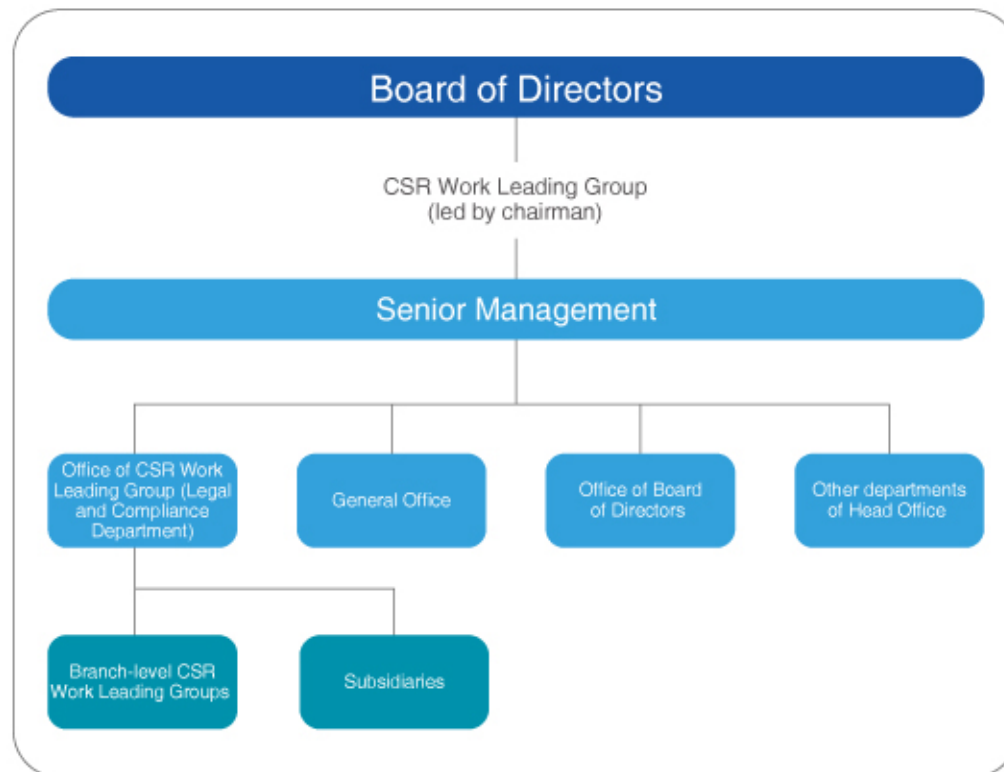 Board of Directors
CSR Work Leading Group
(led by chairman)
Senior Management
Office of CSR Work
Leading Group (Legal
and Compliance
Department)
General Office
Office of Board
of Directors
Other departments
of Head Office
Branch-level CSR
Work Leading Groups
Subsidiaries